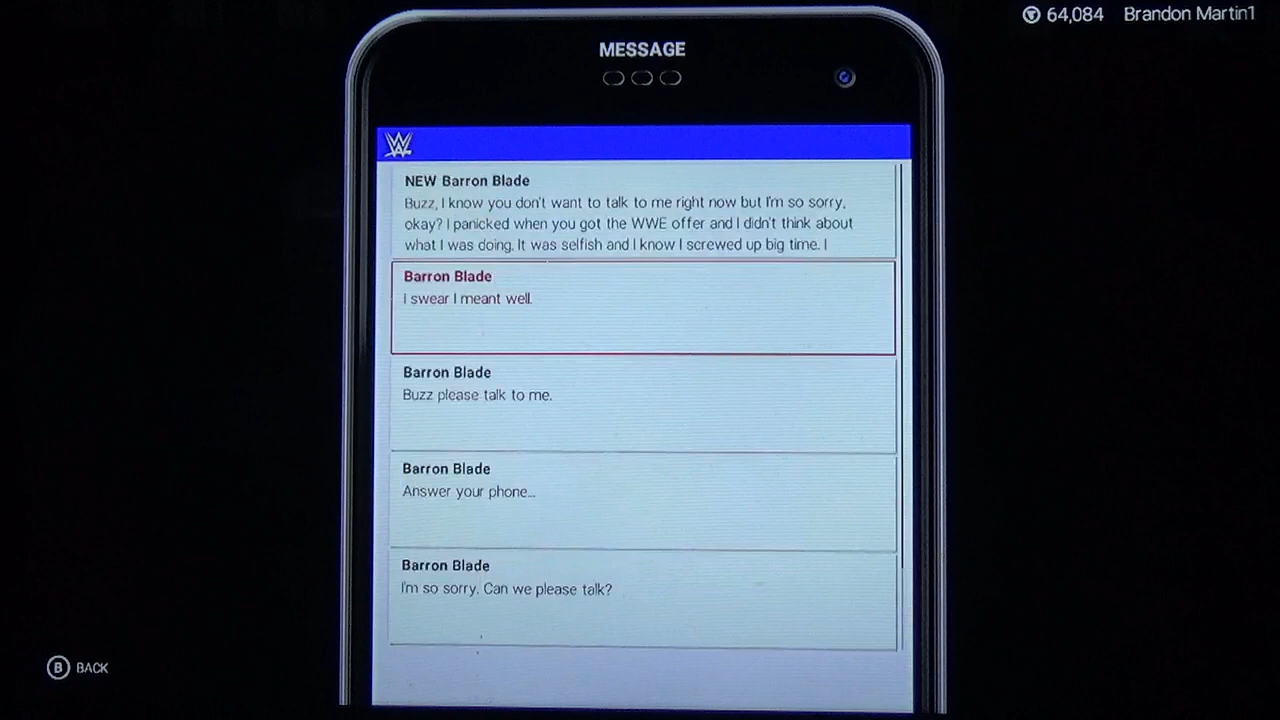 64,084 Brandon Martin1
MESSAGE
NEW Barron Blade
Buzz, I know you don't want to talk to me right now but I'm so sorry,
okay? I panicked when you got the WWE offer and I didn't think about
what I was doing. It was selfish and I know I screwed up big time. I
Barron Blade
I swear I meant well.
Barron Blade
Buzz please talk to me.
Barron Blade
Answer your phone...
Barron Blade
I'm so sorry. Can we please talk?
B BACK